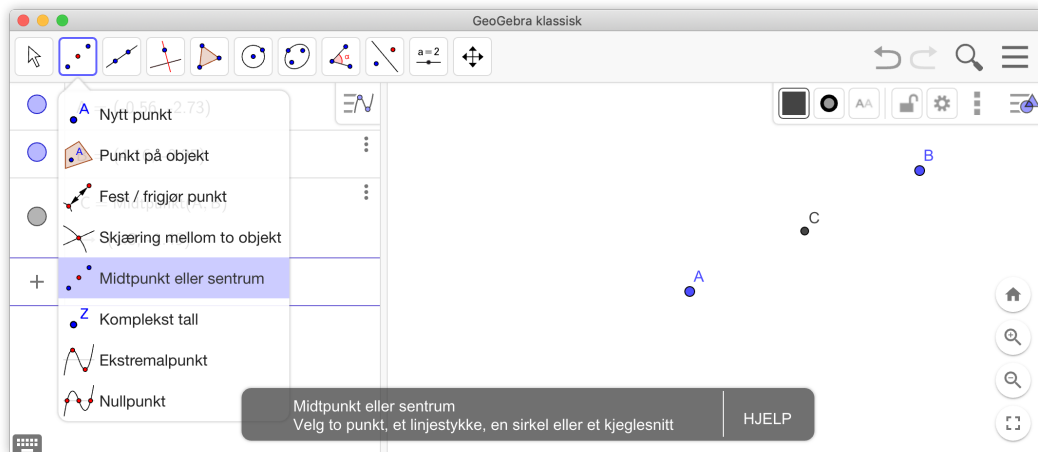 GeoGebra klassisk
a=2
α
AA
A
Nytt punkt
A
Punkt på objekt
Fest / frigjør punkt
Skjæring mellom to objekt
Midtpunkt eller sentrum
Z
Komplekst tall
Ekstremalpunkt
Nullpunkt
B
C
A
Midtpunkt eller sentrum
Velg to punkt, et linjestykke, en sirkel eller et kjeglesnitt
HJELP